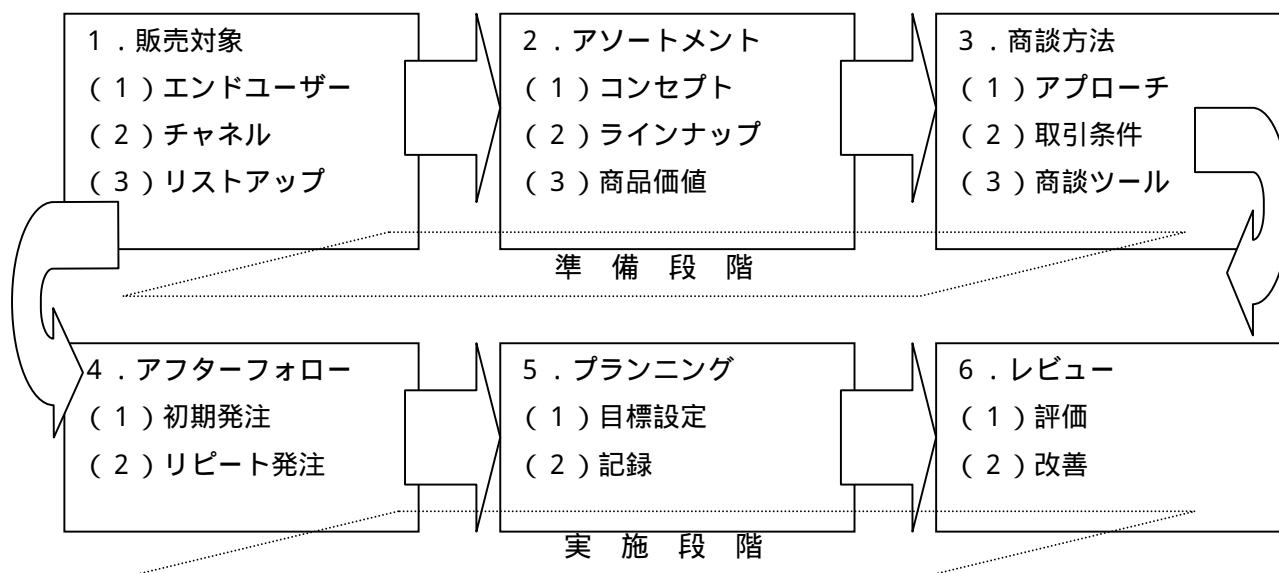 1．販売対象
（1）エンドユーザー
（2）チャネル
（3）リストアップ
2．アソートメント
（1）コンセプト
（2）ラインナップ
（3）商品価値
3．商談方法
（1）アプローチ
（2）取引条件
（3）商談ツール
準 備 段 階
4．アフターフォロー
（1）初期発注
（2）リピート発注
5．プランニング
（1）目標設定
（2）記録
6．レビュー
（1）評価
（2）改善
実 施 段 階